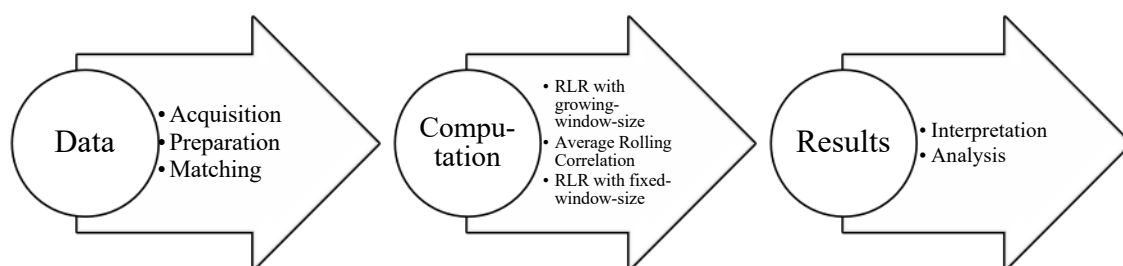 Data
• Acquisition
• Preparation
• Matching
Compu-
tation
• RLR with
growing-
window-size
• Average Rolling
Correlation
• RLR with fixed-
window-size
Results
• Interpretation
• Analysis